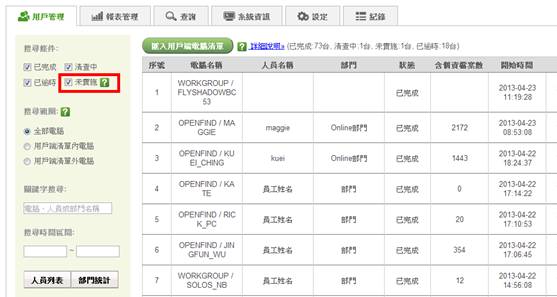 用戶管理 報表管理 查詢 系統資訊 設定 紀錄
搜尋條件:
已完成 清查中
已逾時 未實施 ?
搜尋範圍: ?
全部電腦
用戶端清單內電腦
用戶端清單外電腦
關鍵字搜尋:
電腦、人員或部門名稱
搜尋時間區間:
~
人員列表 部門統計
匯入用戶端電腦清單 ? 詳細說明» (已完成:73台, 清查中:1台, 未實施:1台, 已逾時:18台)
序號 電腦名稱 人員名稱 部門 狀態 含個資檔案數 開始時間
1 WORKGROUP / FLYSHADOWBC53 已完成 2013-04-23 11:19:28
2 OPENFIND / MAGGIE maggie Online部門 已完成 2172 2013-04-23 08:53:08
3 OPENFIND / KUEI_CHING kuei Online部門 已完成 1443 2013-04-22 18:24:37
4 OPENFIND / KATE 員工姓名 部門 已完成 0 2013-04-22 17:14:22
5 OPENFIND / RICK_PC 員工姓名 部門 已完成 20 2013-04-22 17:10:53
6 OPENFIND / JINGFUN_WU 員工姓名 部門 已完成 354 2013-04-22 17:06:45
7 WORKGROUP / SOLOS_NB 員工姓名 部門 已完成 12 2013-04-22 14:56:08